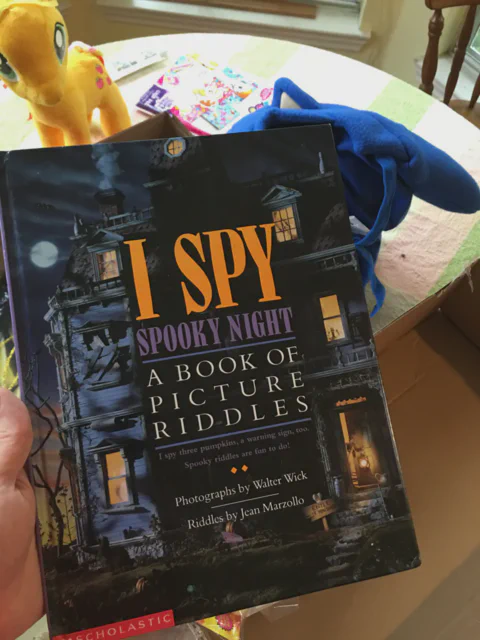 I SPY
SPOOKY NIGHT
A BOOK OF
PICTURE
RIDDLES
I spy three pumpkins, a warning sign, too.
Spooky riddles are fun to do!
Photographs by Walter Wick
Riddles by Jean Marzollo
SCHOLASTIC